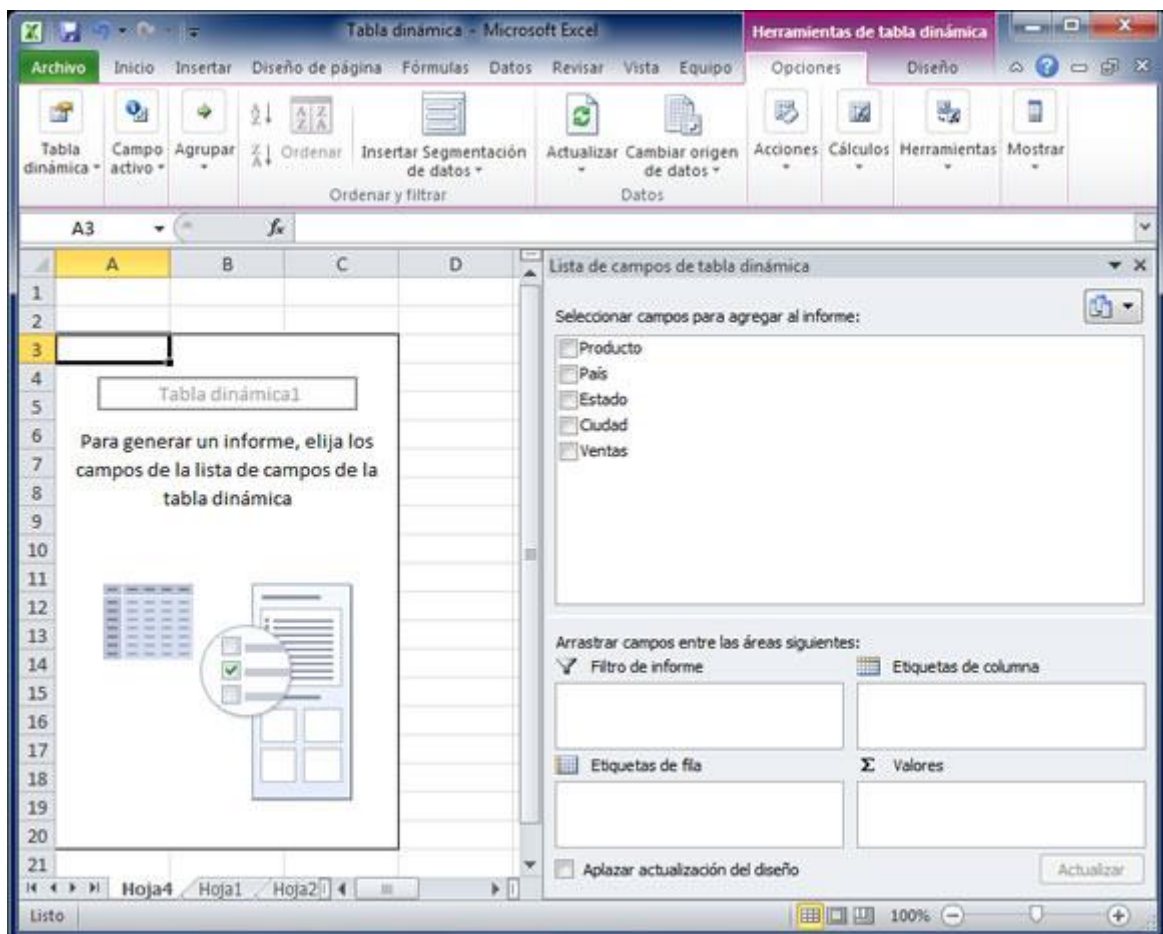 Tabla dinámica - Microsoft Excel
Herramientas de tabla dinámica
Archivo Inicio Insertar Diseño de página Fórmulas Datos Revisar Vista Equipo Opciones Diseño
Tabla dinámica
Campo activo
Agrupar
Ordenar
Insertar Segmentación de datos
Actualizar
Cambiar origen de datos
Acciones
Cálculos
Herramientas
Mostrar
Ordenar y filtrar
Datos
A3
fx
A B C D
1
2
3
4
5
6
7
8
9
10
11
12
13
14
15
16
17
18
19
20
21
Tabla dinámica1
Para generar un informe, elija los
campos de la lista de campos de la
tabla dinámica
Hoja4 Hoja1 Hoja2
Lista de campos de tabla dinámica
Seleccionar campos para agregar al informe:
Producto
País
Estado
Ciudad
Ventas
Arrastrar campos entre las áreas siguientes:
Filtro de informe
Etiquetas de columna
Etiquetas de fila
Σ Valores
Aplazar actualización del diseño
Actualizar
Listo
100%